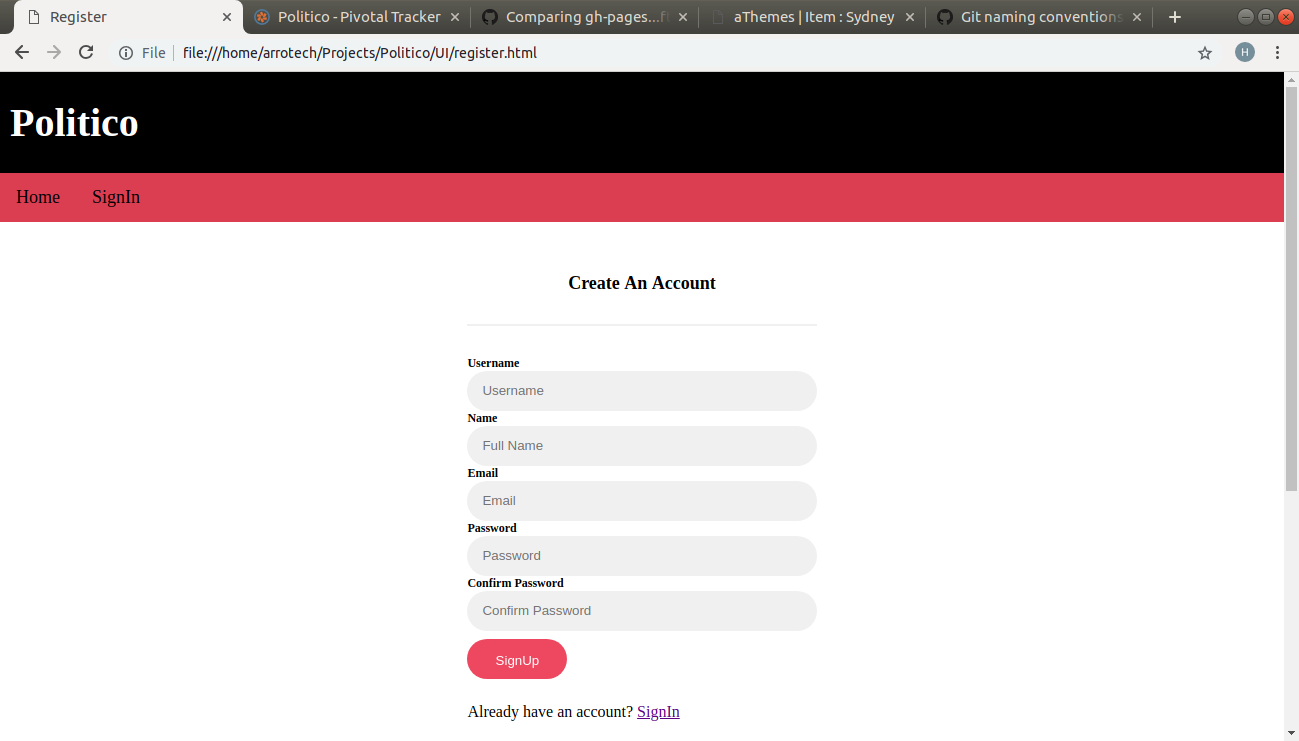 Register
Politico - Pivotal Tracker
Comparing gh-pages...ff
aThemes | Item : Sydney
Git naming conventions
File
file:///home/arrotech/Projects/Politico/UI/register.html
H
Politico
Home SignIn
Create An Account
Username
Username
Name
Full Name
Email
Email
Password
Password
Confirm Password
Confirm Password
SignUp
Already have an account? SignIn